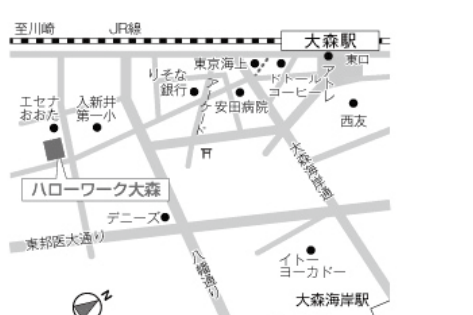 至川崎
JR線
大森駅
東口
東京海上
アトレ
りそな
銀行
アーケード
ドトール
コーヒー
安田病院
西友
エセナ
おおた
入新井
第一小
大森海岸通
ハローワーク大森
デニーズ
東邦医大通り
八幡通り
イトー
ヨーカドー
大森海岸駅
N